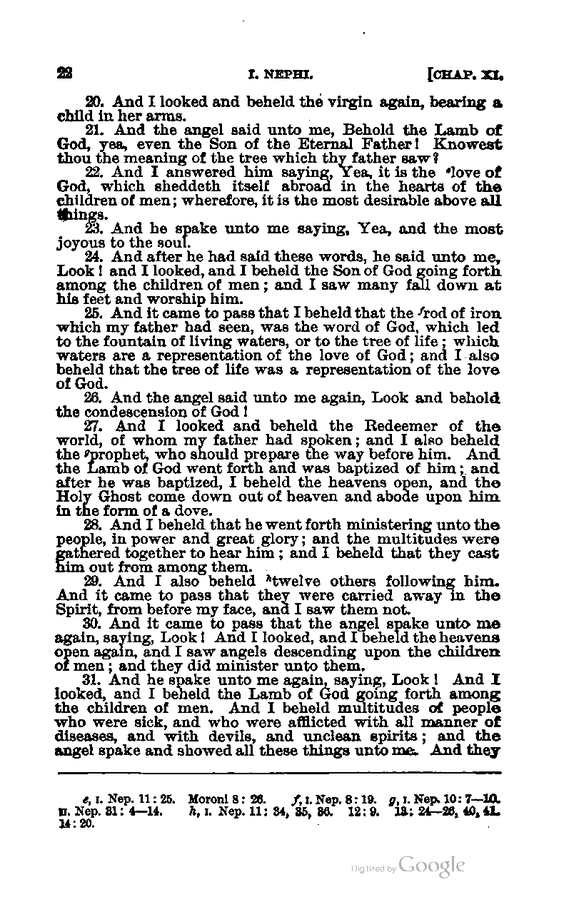 22 I. NEPHI. [CHAP. XI.
20. And I looked and beheld the virgin again, bearing a
child in her arms.
21. And the angel said unto me, Behold the Lamb of
God, yea, even the Son of the Eternal Father! Knowest
thou the meaning of the tree which thy father saw?
22. And I answered him saying, Yea, it is the ᵉlove of
God, which sheddeth itself abroad in the hearts of the
children of men; wherefore, it is the most desirable above all
things.
23. And he spake unto me saying, Yea, and the most
joyous to the soul.
24. And after he had said these words, he said unto me,
Look! and I looked, and I beheld the Son of God going forth
among the children of men; and I saw many fall down at
his feet and worship him.
25. And it came to pass that I beheld that the ᶠrod of iron
which my father had seen, was the word of God, which led
to the fountain of living waters, or to the tree of life; which
waters are a representation of the love of God; and I also
beheld that the tree of life was a representation of the love
of God.
26. And the angel said unto me again, Look and behold
the condescension of God!
27. And I looked and beheld the Redeemer of the
world, of whom my father had spoken; and I also beheld
the ᵍprophet, who should prepare the way before him. And
the Lamb of God went forth and was baptized of him; and
after he was baptized, I beheld the heavens open, and the
Holy Ghost come down out of heaven and abode upon him
in the form of a dove.
28. And I beheld that he went forth ministering unto the
people, in power and great glory; and the multitudes were
gathered together to hear him; and I beheld that they cast
him out from among them.
29. And I also beheld ʰtwelve others following him.
And it came to pass that they were carried away in the
Spirit, from before my face, and I saw them not.
30. And it came to pass that the angel spake unto me
again, saying, Look! And I looked, and I beheld the heavens
open again, and I saw angels descending upon the children
of men; and they did minister unto them.
31. And he spake unto me again, saying, Look! And I
looked, and I beheld the Lamb of God going forth among
the children of men. And I beheld multitudes of people
who were sick, and who were afflicted with all manner of
diseases, and with devils, and unclean spirits; and the
angel spake and showed all these things unto me. And they
e, I. Nep. 11: 25. Moroni 8: 26. f, I. Nep. 8: 19. g, I. Nep. 10: 7—10.
II. Nep. 31: 4—14. h, I. Nep. 11: 34, 35, 36. 12: 9. 13: 24—26, 40, 41.
14: 20.
Digitized by Google